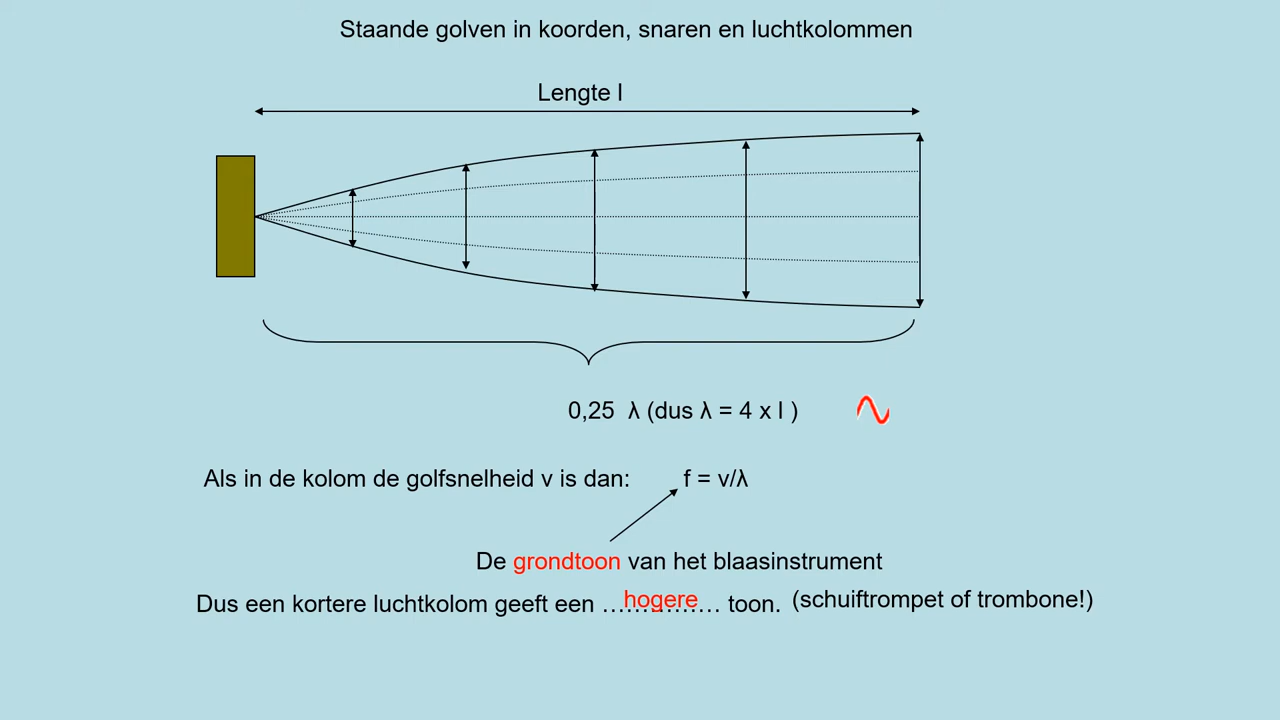 Staande golven in koorden, snaren en luchtkolommen
Lengte l
0,25 λ (dus λ = 4 x l )
Als in de kolom de golfsnelheid v is dan: f = v/λ
De grondtoon van het blaasinstrument
Dus een kortere luchtkolom geeft een …hogere… toon. (schuiftrompet of trombone!)